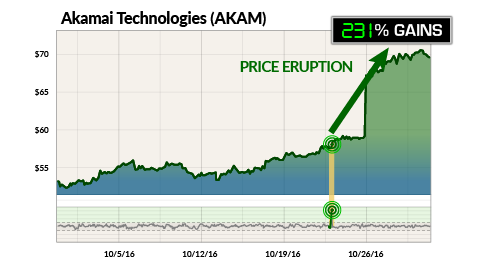 Akamai Technologies (AKAM)
231% GAINS
$70
PRICE ERUPTION
$65
$60
$55
10/5/16 10/12/16 10/19/16 10/26/16